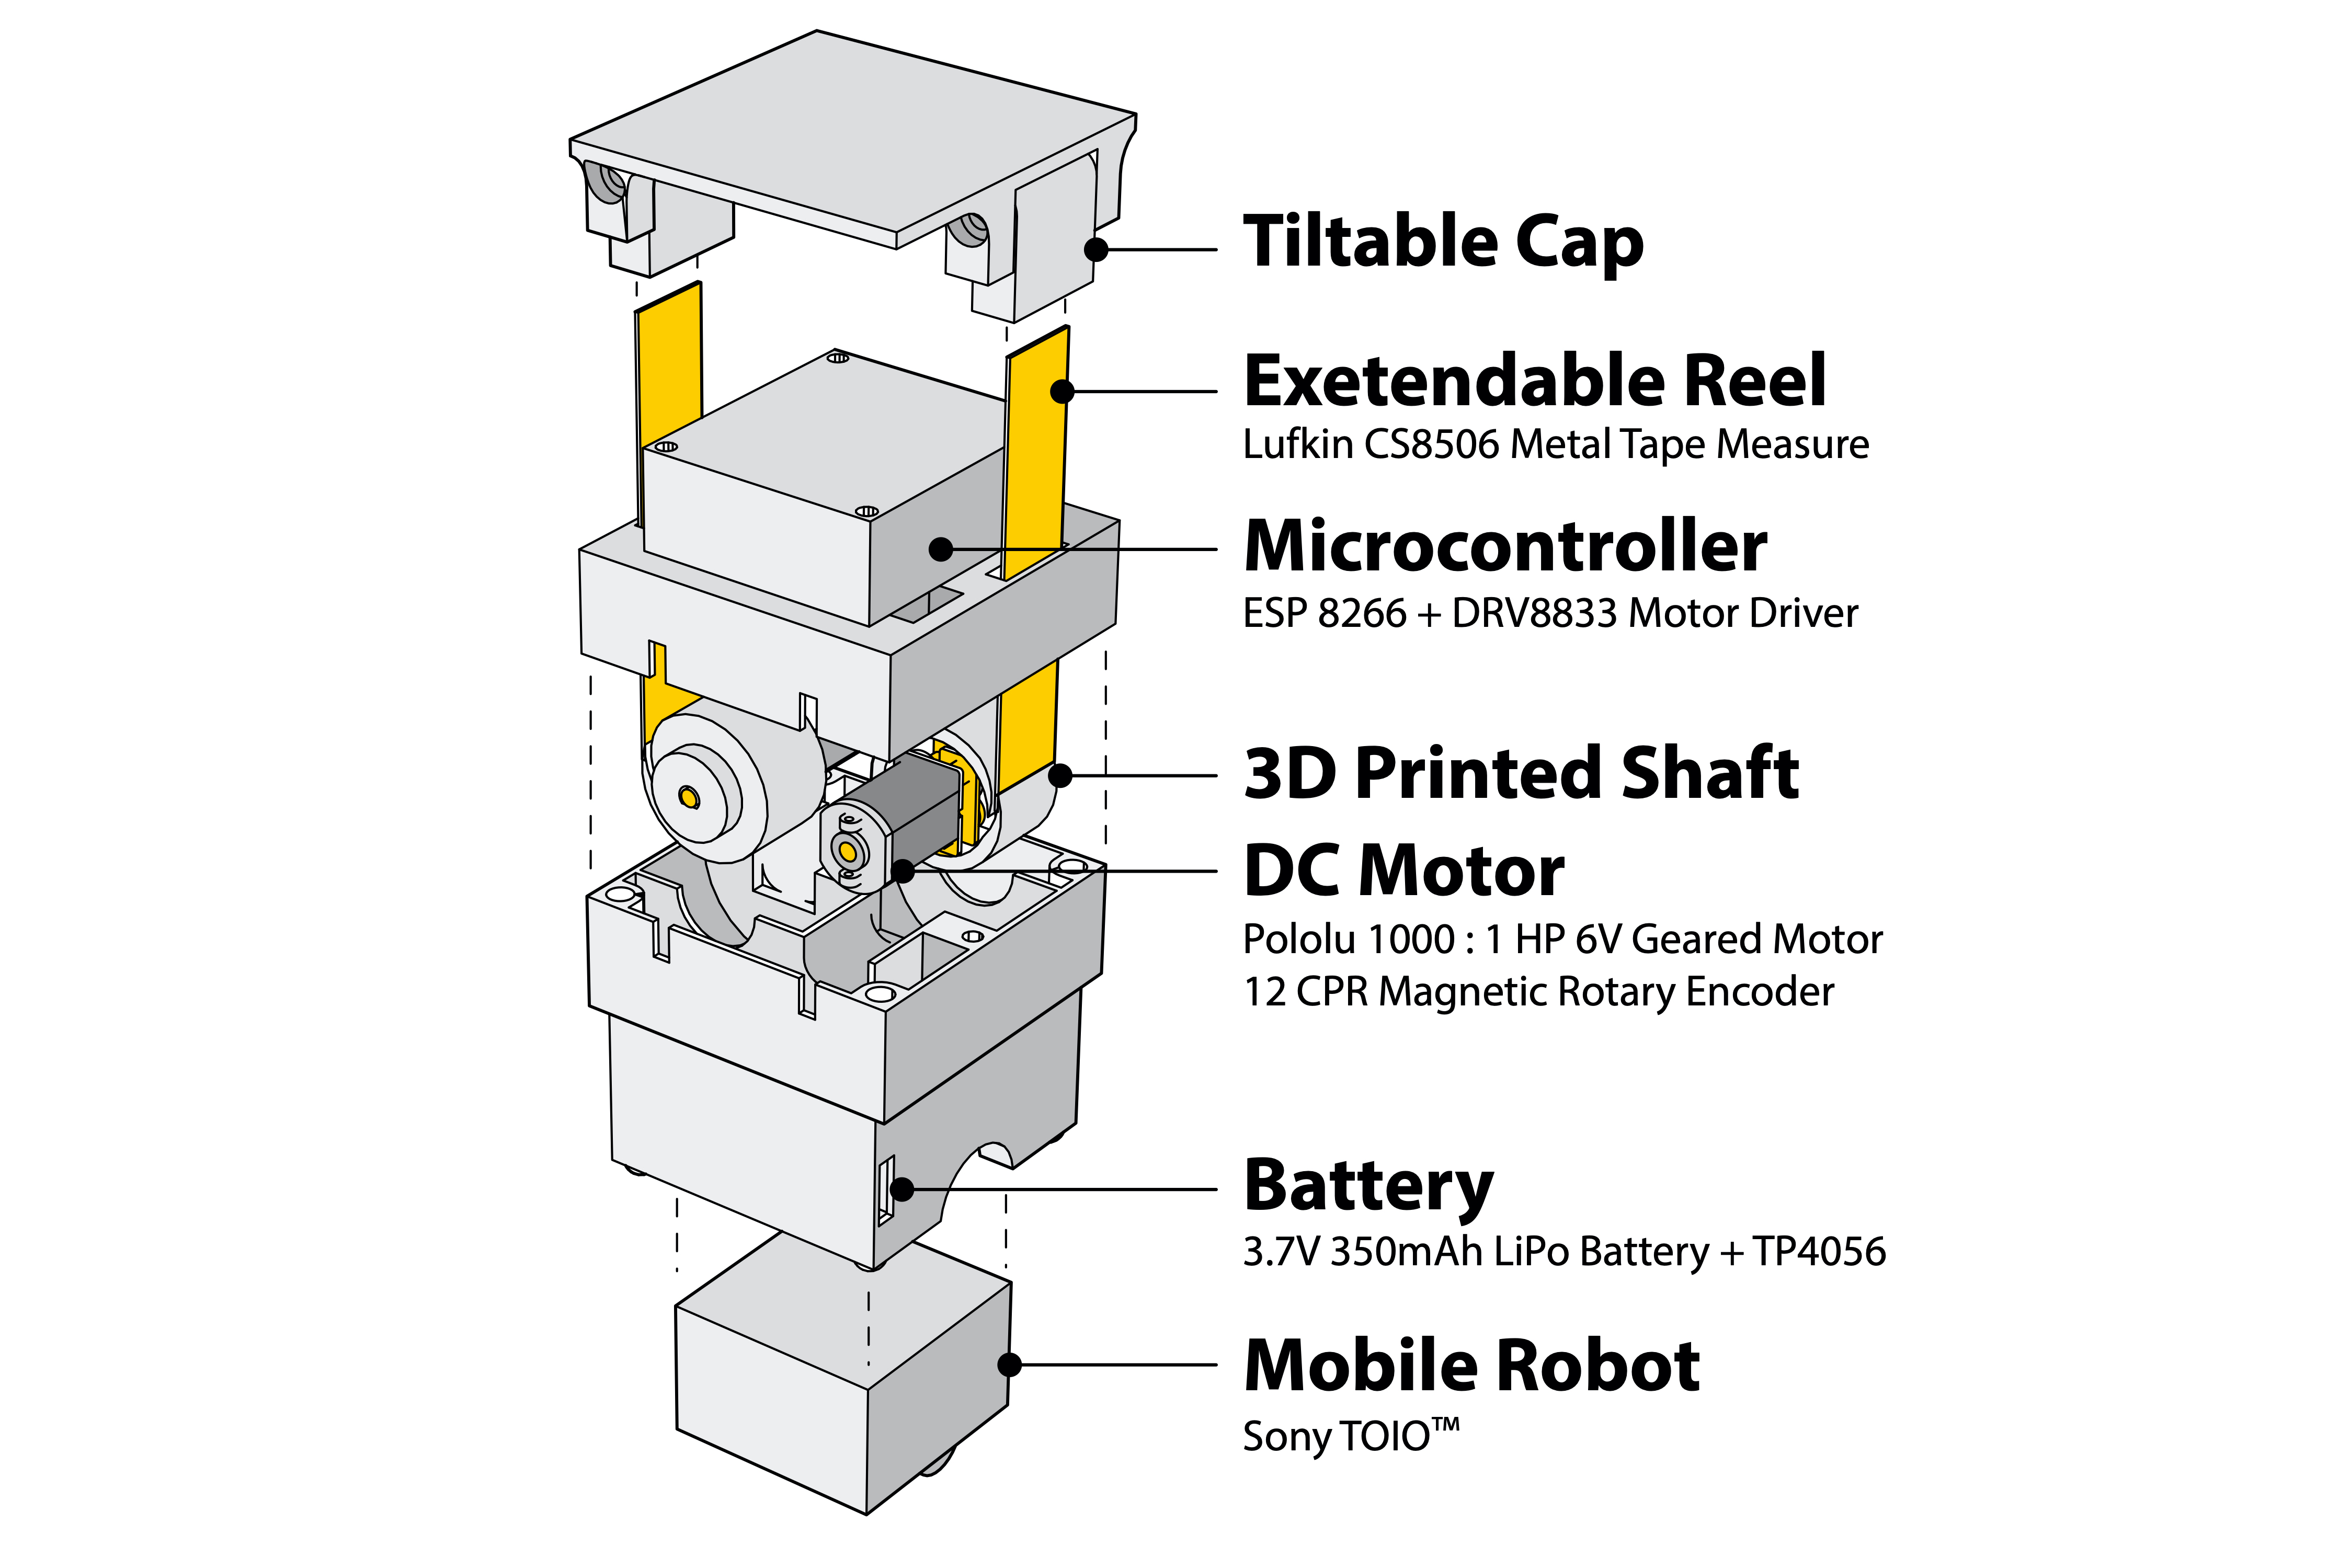 Tiltable Cap
Exetendable Reel
Lufkin CS8506 Metal Tape Measure
Microcontroller
ESP 8266 + DRV8833 Motor Driver
3D Printed Shaft
DC Motor
Pololu 1000 : 1 HP 6V Geared Motor
12 CPR Magnetic Rotary Encoder
Battery
3.7V 350mAh LiPo Battery + TP4056
Mobile Robot
Sony TOIO™